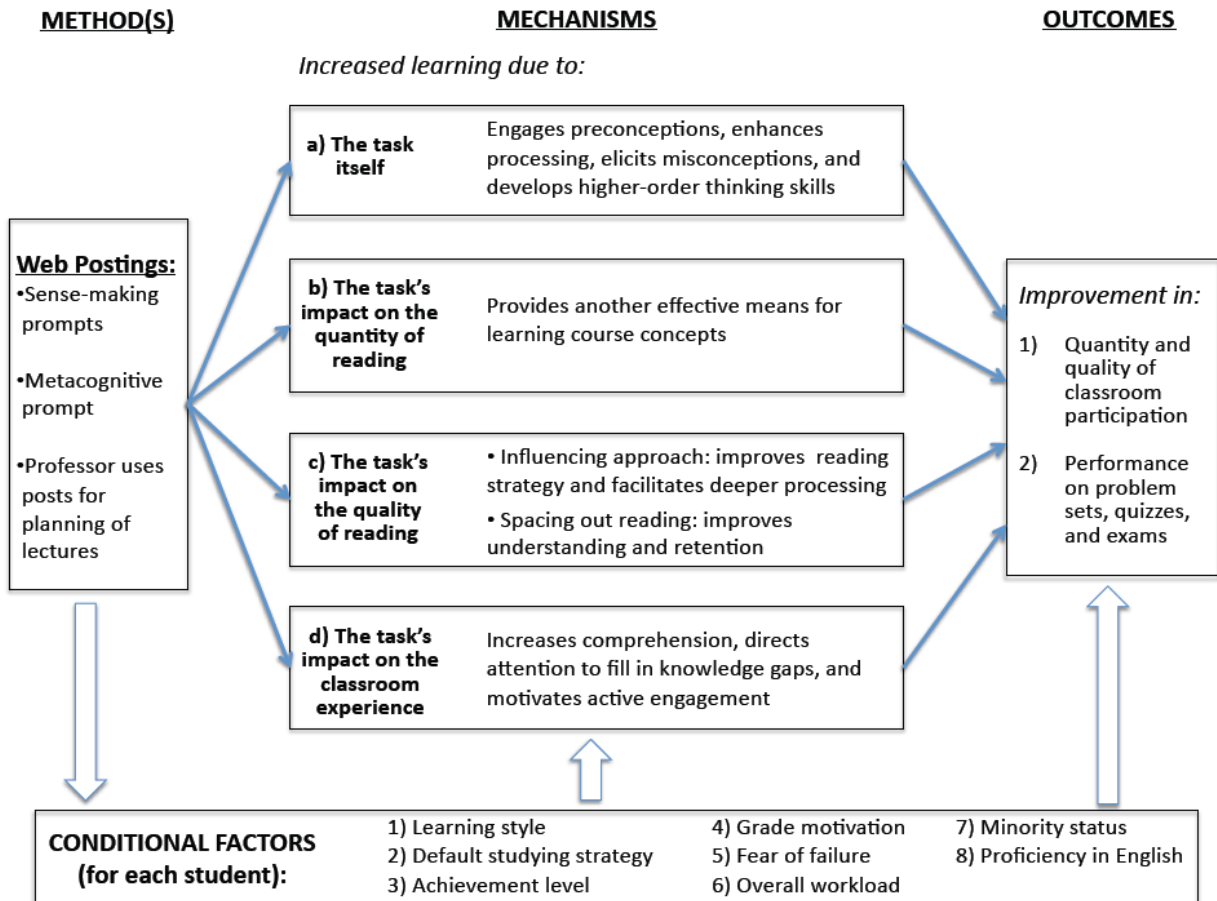 METHOD(S)
MECHANISMS
OUTCOMES
Increased learning due to:
Web Postings:
•Sense-making
prompts
•Metacognitive
prompt
•Professor uses
posts for
planning of
lectures
a) The task
itself
Engages preconceptions, enhances
processing, elicits misconceptions, and
develops higher-order thinking skills
b) The task's
impact on the
quantity of
reading
Provides another effective means for
learning course concepts
c) The task's
impact on
the quality
of reading
• Influencing approach: improves reading
strategy and facilitates deeper processing
• Spacing out reading: improves
understanding and retention
d) The task's
impact on the
classroom
experience
Increases comprehension, directs
attention to fill in knowledge gaps, and
motivates active engagement
Improvement in:
1) Quantity and
quality of
classroom
participation
2) Performance
on problem
sets, quizzes,
and exams
CONDITIONAL FACTORS
(for each student):
1) Learning style
2) Default studying strategy
3) Achievement level
4) Grade motivation
5) Fear of failure
6) Overall workload
7) Minority status
8) Proficiency in English